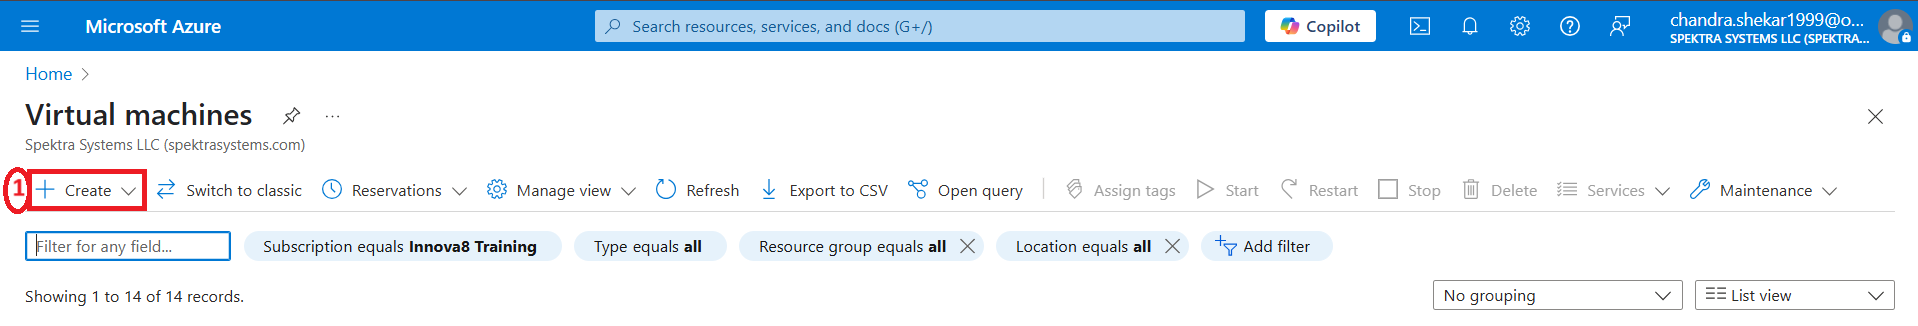 Microsoft Azure
Search resources, services, and docs (G+/)
Copilot
chandra.shekar1999@o...
SPEKTRA SYSTEMS LLC (SPEKTRA...
Home
Virtual machines
...
Spektra Systems LLC (spektrasystems.com)
1 + Create Switch to classic Reservations Manage view Refresh Export to CSV Open query Assign tags Start Restart Stop Delete Services Maintenance
Filter for any field... Subscription equals Innova8 Training Type equals all Resource group equals all Location equals all Add filter
Showing 1 to 14 of 14 records. No grouping List view